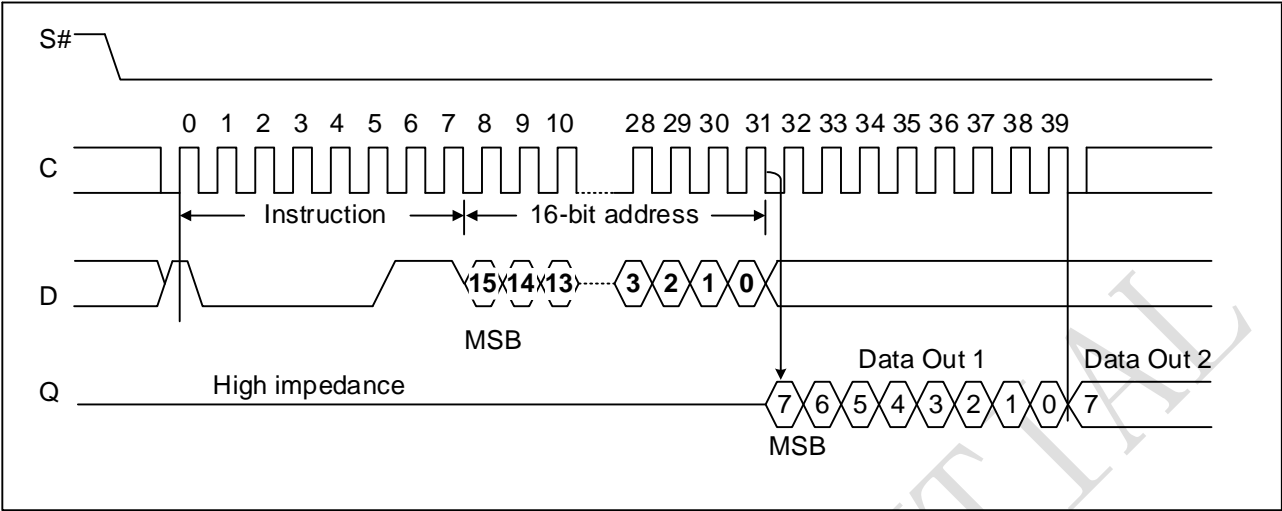 S#
0 1 2 3 4 5 6 7 8 9 10 28 29 30 31 32 33 34 35 36 37 38 39
C
Instruction 16-bit address
D 15 14 13 3 2 1 0
MSB
Data Out 1 Data Out 2
High impedance
Q 7 6 5 4 3 2 1 0 7
MSB